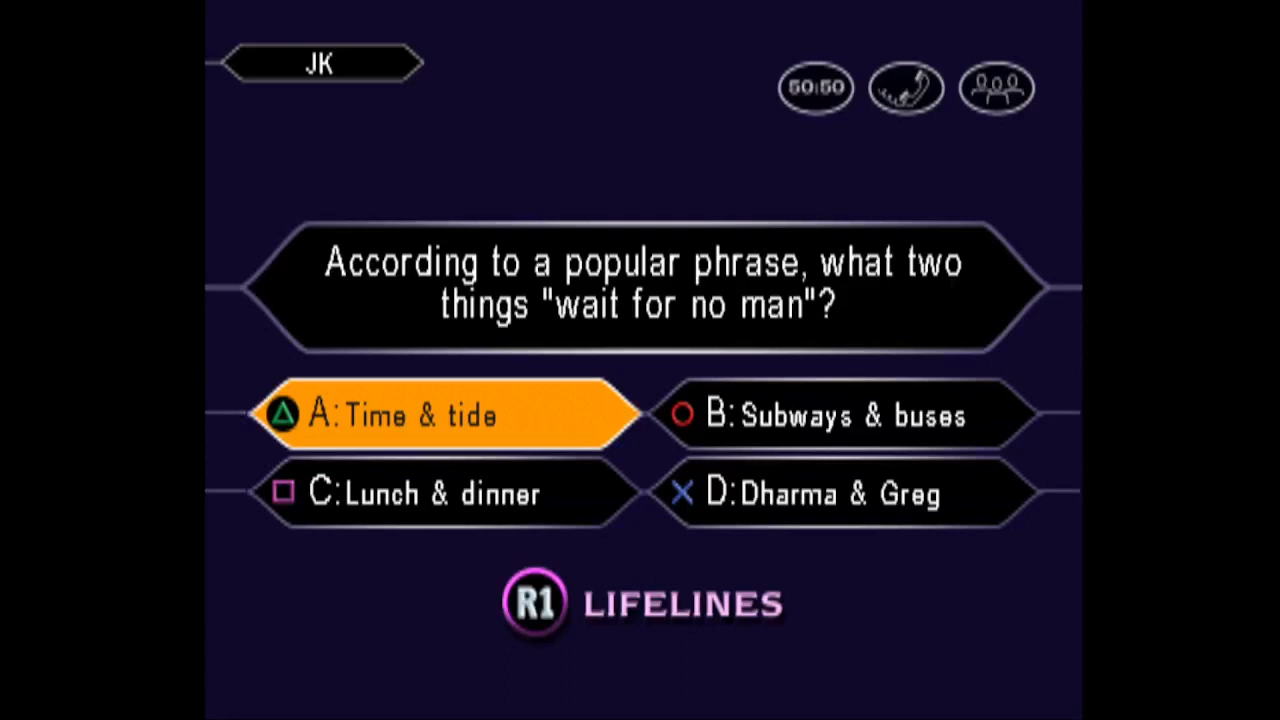 JK
50:50
According to a popular phrase, what two
things "wait for no man"?
A: Time & tide
B: Subways & buses
C: Lunch & dinner
D: Dharma & Greg
R1 LIFELINES